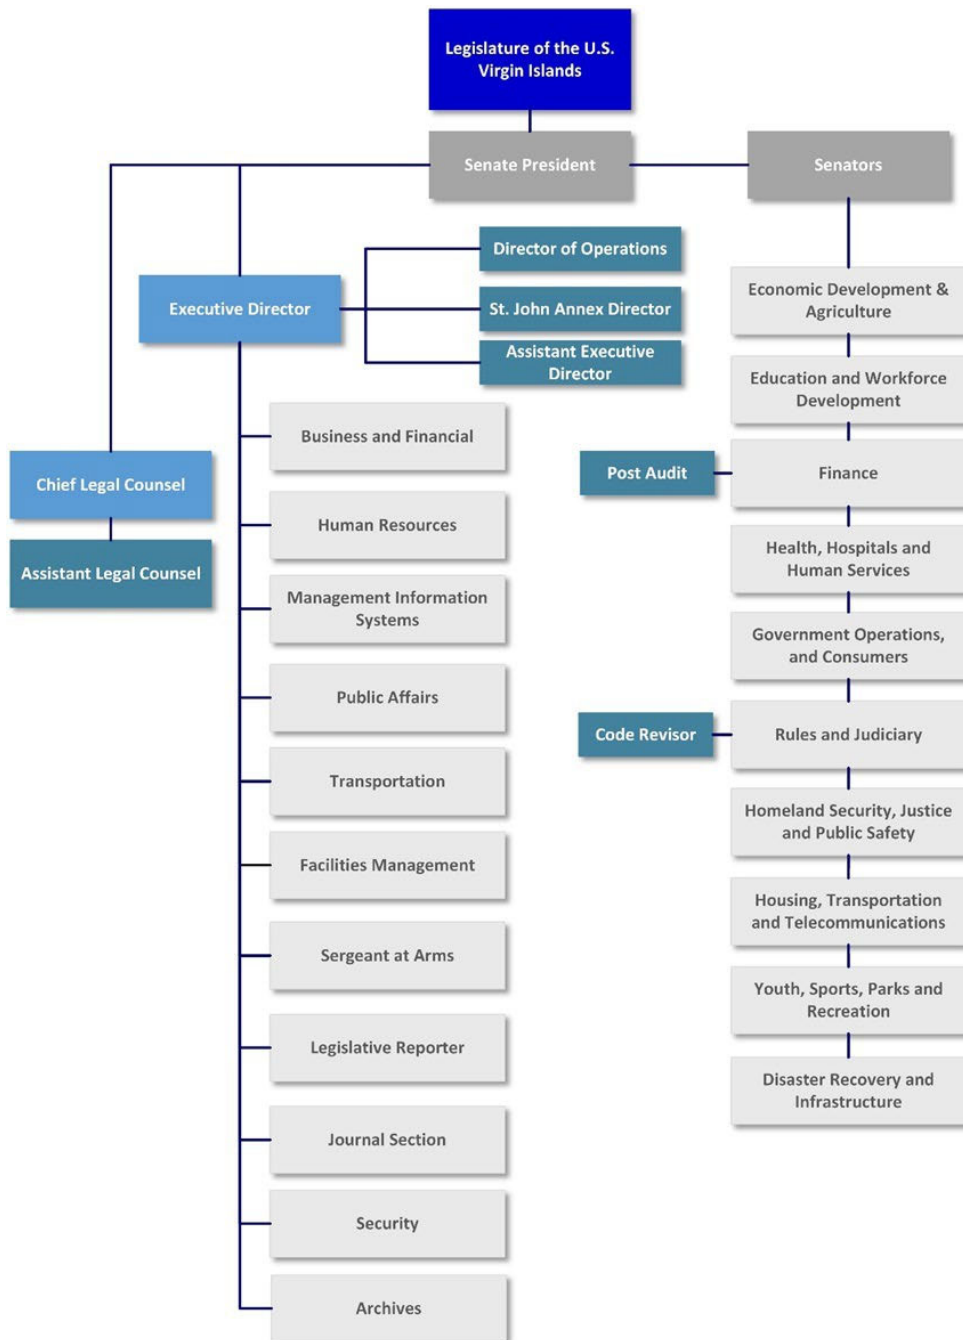 Legislature of the U.S.
Virgin Islands
Senate President
Senators
Director of Operations
Executive Director
St. John Annex Director
Assistant Executive
Director
Chief Legal Counsel
Assistant Legal Counsel
Business and Financial
Human Resources
Management Information
Systems
Public Affairs
Transportation
Facilities Management
Sergeant at Arms
Legislative Reporter
Journal Section
Security
Archives
Economic Development &
Agriculture
Education and Workforce
Development
Post Audit
Finance
Health, Hospitals and
Human Services
Government Operations,
and Consumers
Code Revisor
Rules and Judiciary
Homeland Security, Justice
and Public Safety
Housing, Transportation
and Telecommunications
Youth, Sports, Parks and
Recreation
Disaster Recovery and
Infrastructure